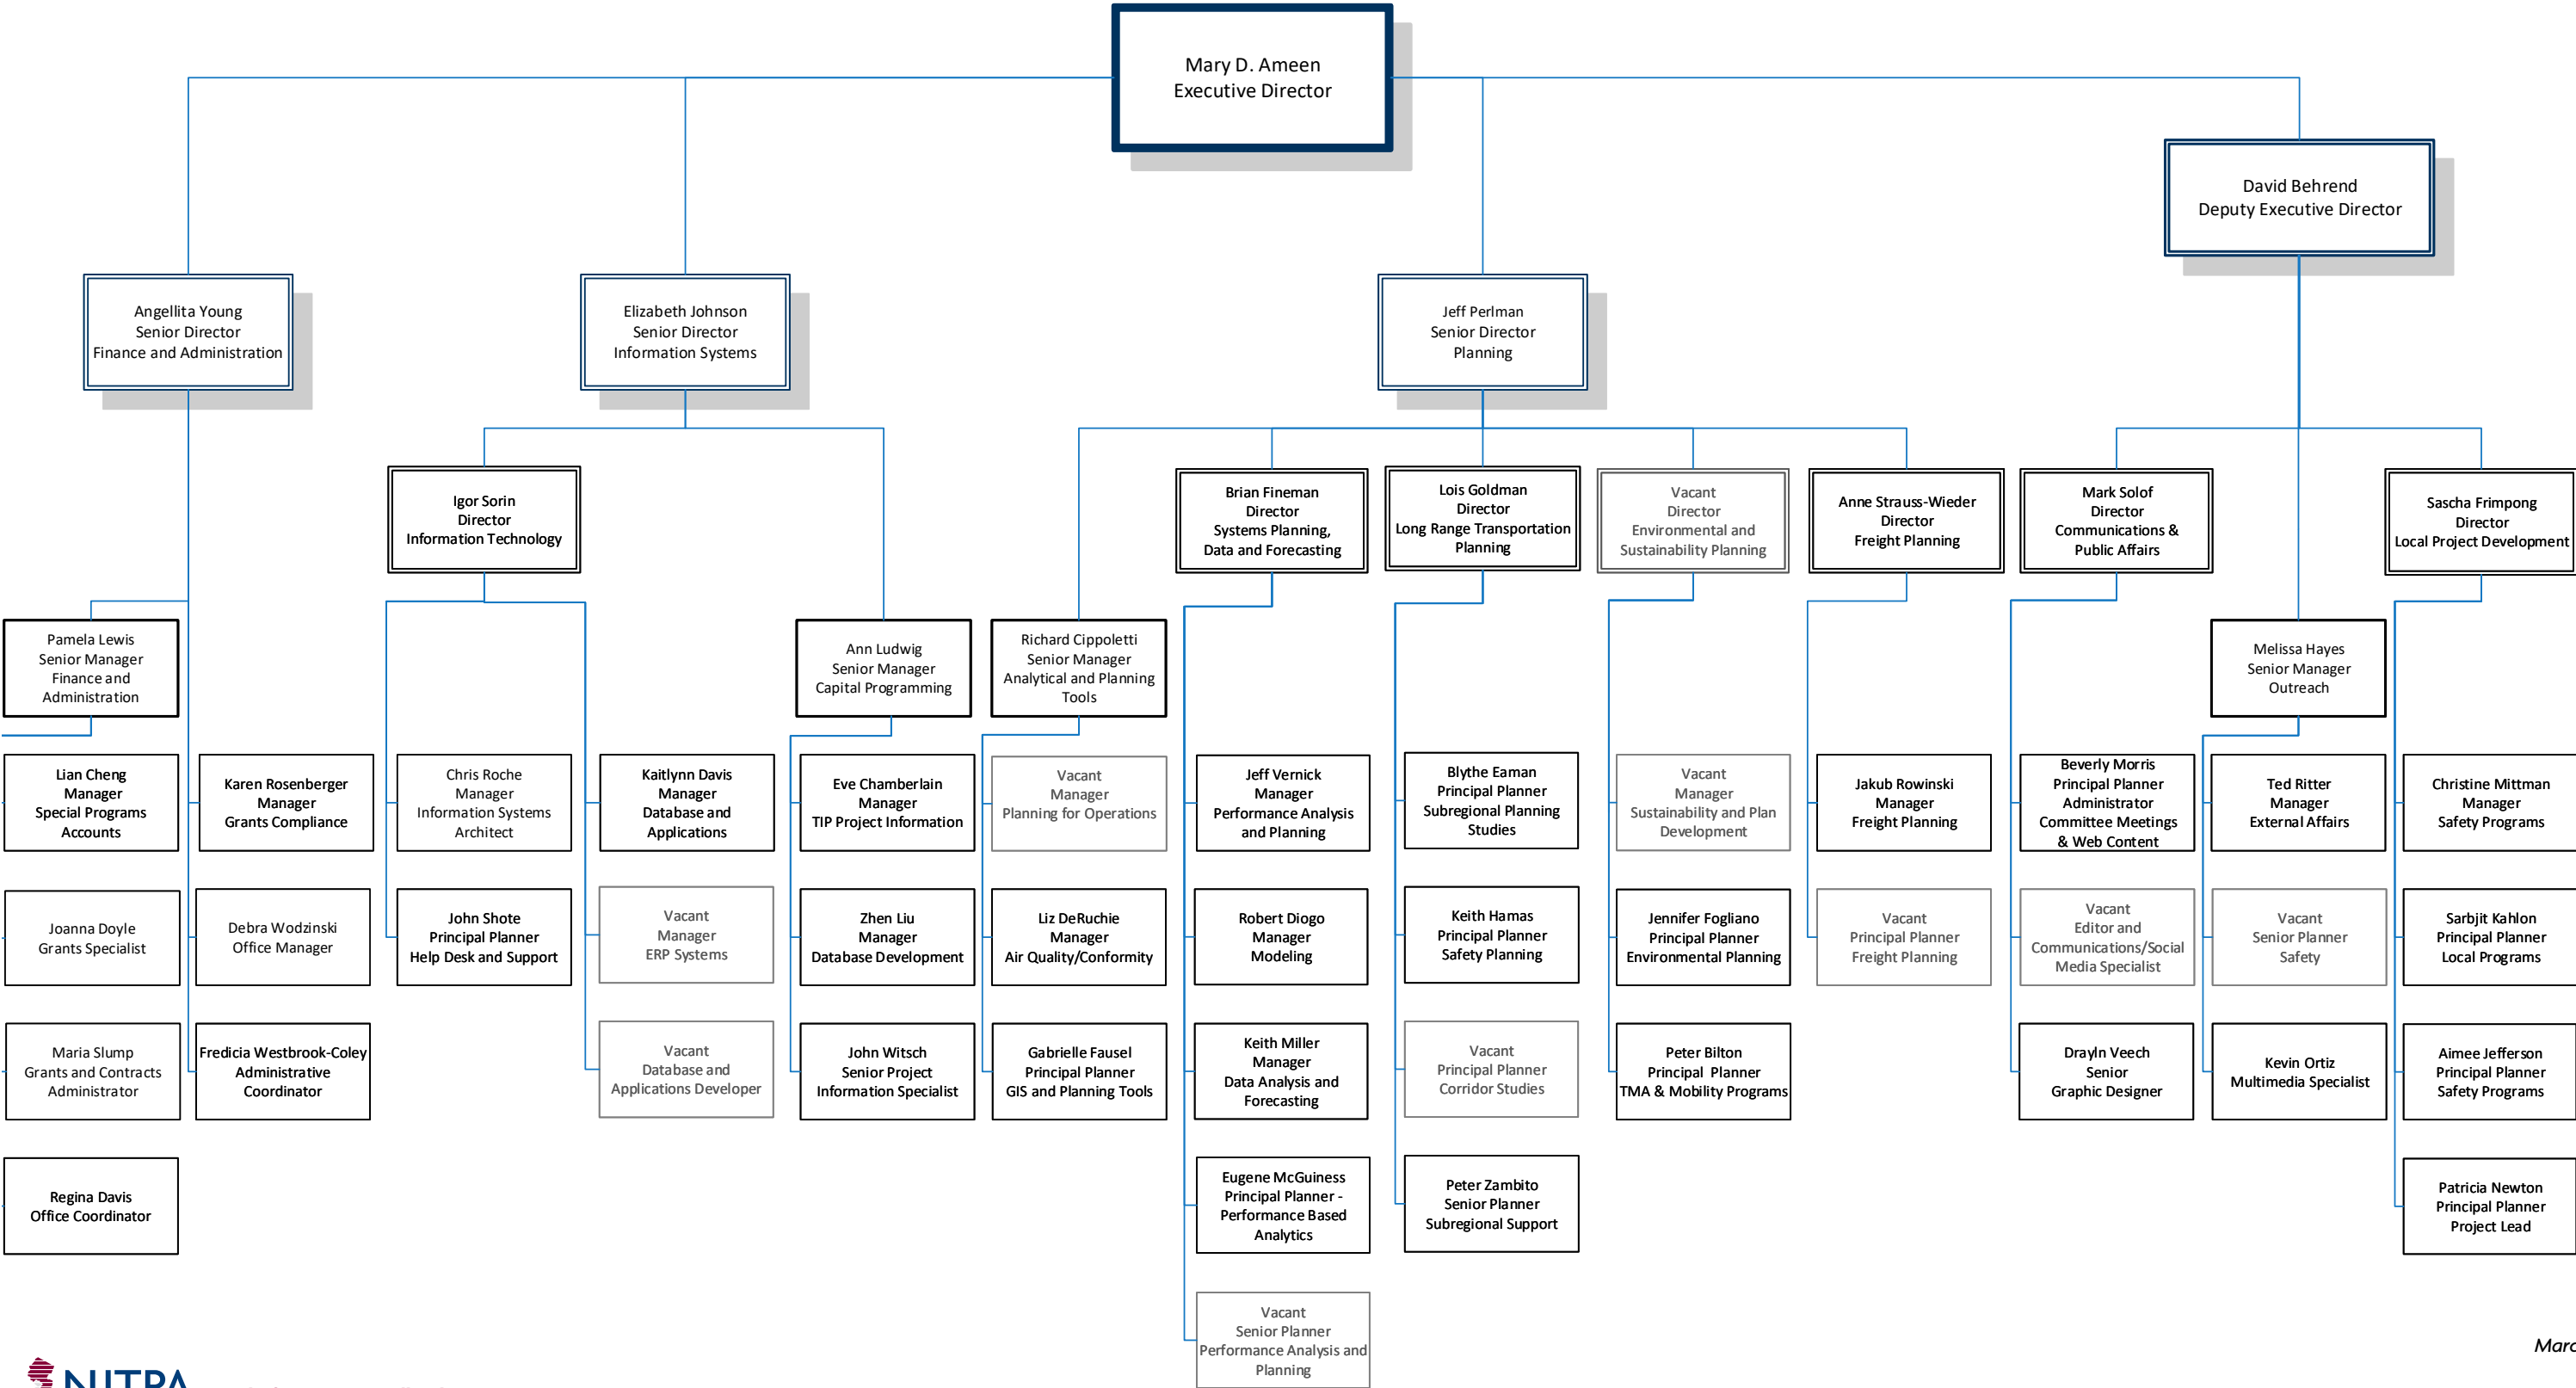 Mary D. Ameen
Executive Director
David Behrend
Deputy Executive Director
Angellita Young
Senior Director
Finance and Administration
Elizabeth Johnson
Senior Director
Information Systems
Jeff Perlman
Senior Director
Planning
Igor Sorin
Director
Information Technology
Brian Fineman
Director
Systems Planning,
Data and Forecasting
Lois Goldman
Director
Long Range Transportation
Planning
Vacant
Director
Environmental and
Sustainability Planning
Anne Strauss-Wieder
Director
Freight Planning
Mark Solof
Director
Communications &
Public Affairs
Sascha Frimpong
Director
Local Project Development
Pamela Lewis
Senior Manager
Finance and
Administration
Ann Ludwig
Senior Manager
Capital Programming
Richard Cippoletti
Senior Manager
Analytical and Planning
Tools
Melissa Hayes
Senior Manager
Outreach
Lian Cheng
Manager
Special Programs
Accounts
Karen Rosenberger
Manager
Grants Compliance
Chris Roche
Manager
Information Systems
Architect
Kaitlynn Davis
Manager
Database and
Applications
Eve Chamberlain
Manager
TIP Project Information
Vacant
Manager
Planning for Operations
Jeff Vernick
Manager
Performance Analysis
and Planning
Blythe Eaman
Principal Planner
Subregional Planning
Studies
Vacant
Manager
Sustainability and Plan
Development
Jakub Rowinski
Manager
Freight Planning
Beverly Morris
Principal Planner
Administrator
Committee Meetings
& Web Content
Ted Ritter
Manager
External Affairs
Christine Mittman
Manager
Safety Programs
Joanna Doyle
Grants Specialist
Debra Wodzinski
Office Manager
John Shote
Principal Planner
Help Desk and Support
Vacant
Manager
ERP Systems
Zhen Liu
Manager
Database Development
Liz DeRuchie
Manager
Air Quality/Conformity
Robert Diogo
Manager
Modeling
Keith Hamas
Principal Planner
Safety Planning
Jennifer Fogliano
Principal Planner
Environmental Planning
Vacant
Principal Planner
Freight Planning
Vacant
Editor and
Communications/Social
Media Specialist
Vacant
Senior Planner
Safety
Sarbjit Kahlon
Principal Planner
Local Programs
Maria Slump
Grants and Contracts
Administrator
Fredicia Westbrook-Coley
Administrative
Coordinator
Vacant
Database and
Applications Developer
John Witsch
Senior Project
Information Specialist
Gabrielle Fausel
Principal Planner
GIS and Planning Tools
Keith Miller
Manager
Data Analysis and
Forecasting
Vacant
Principal Planner
Corridor Studies
Peter Bilton
Principal Planner
TMA & Mobility Programs
Drayln Veech
Senior
Graphic Designer
Kevin Ortiz
Multimedia Specialist
Aimee Jefferson
Principal Planner
Safety Programs
Regina Davis
Office Coordinator
Eugene McGuiness
Principal Planner -
Performance Based
Analytics
Peter Zambito
Senior Planner
Subregional Support
Patricia Newton
Principal Planner
Project Lead
Vacant
Senior Planner
Performance Analysis and
Planning
Marc
NJTPA